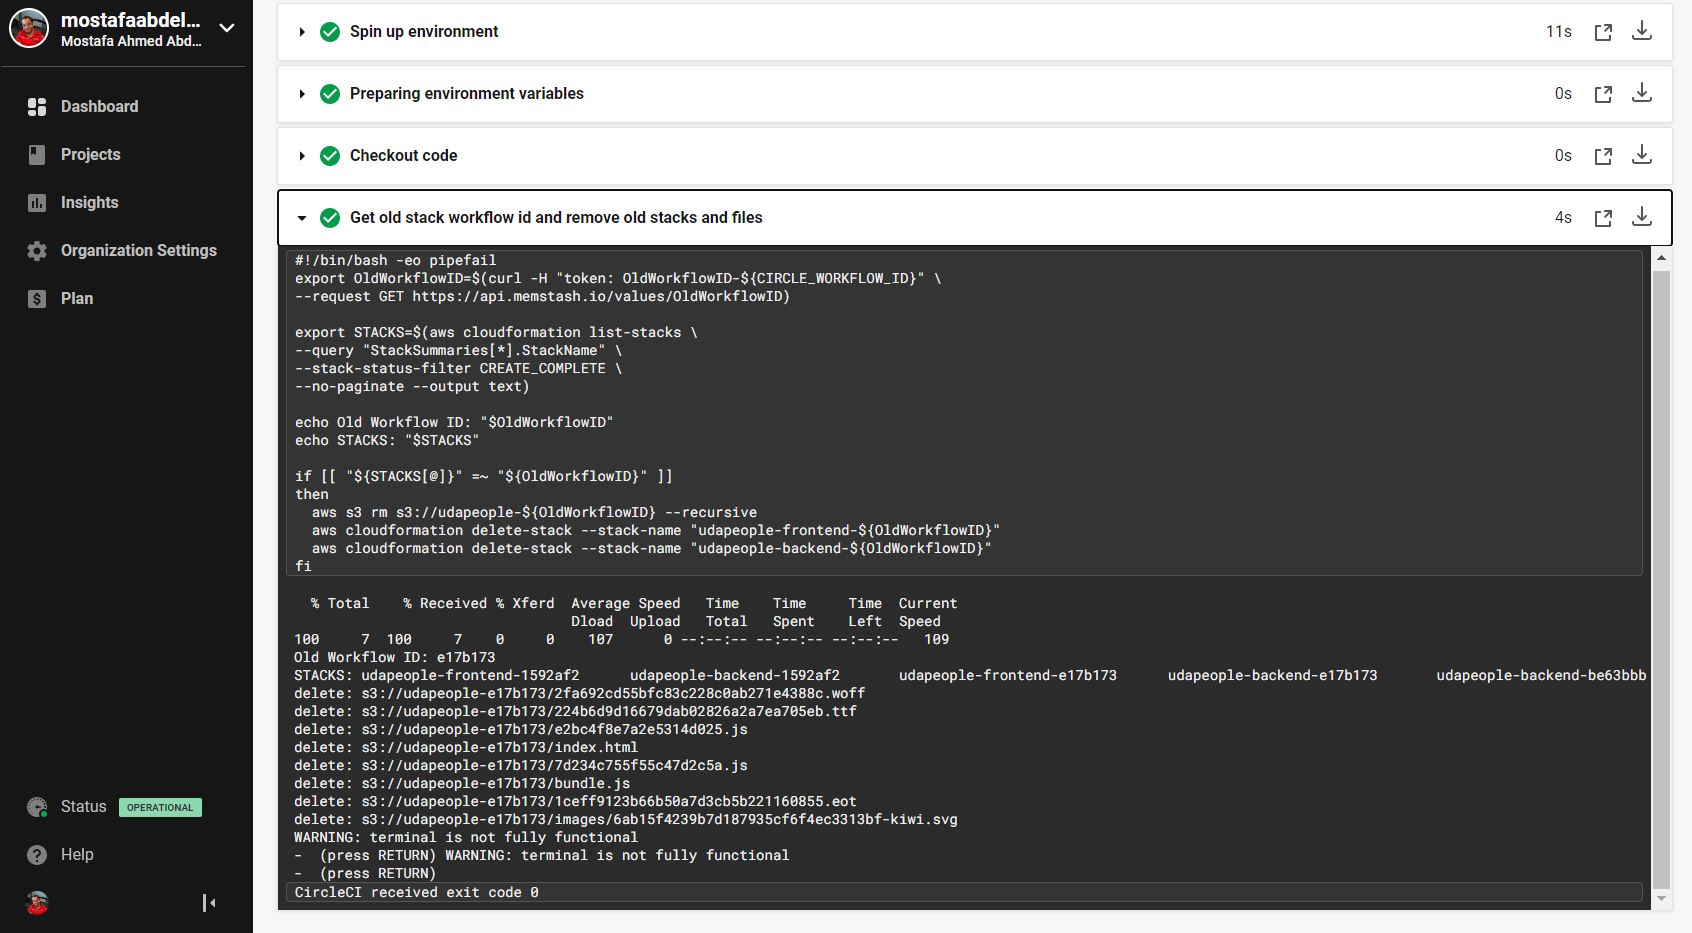 mostafaabdel...
Mostafa Ahmed Abd...
Dashboard
Projects
Insights
Organization Settings
Plan
Status OPERATIONAL
Help
Spin up environment 11s
Preparing environment variables 0s
Checkout code 0s
Get old stack workflow id and remove old stacks and files 4s
#!/bin/bash -eo pipefail
export OldWorkflowID=$(curl -H "token: OldWorkflowID-${CIRCLE_WORKFLOW_ID}" \
--request GET https://api.memstash.io/values/OldWorkflowID)
export STACKS=$(aws cloudformation list-stacks \
--query "StackSummaries[*].StackName" \
--stack-status-filter CREATE_COMPLETE \
--no-paginate --output text)
echo Old Workflow ID: "$OldWorkflowID"
echo STACKS: "$STACKS"
if [[ "${STACKS[@]}" =~ "${OldWorkflowID}" ]]
then
  aws s3 rm s3://udapeople-${OldWorkflowID} --recursive
  aws cloudformation delete-stack --stack-name "udapeople-frontend-${OldWorkflowID}"
  aws cloudformation delete-stack --stack-name "udapeople-backend-${OldWorkflowID}"
fi
% Total % Received % Xferd Average Speed Time Time Time Current
Dload Upload Total Spent Left Speed
100 7 100 7 0 0 107 0 --:--:-- --:--:-- --:--:-- 109
Old Workflow ID: e17b173
STACKS: udapeople-frontend-1592af2 udapeople-backend-1592af2 udapeople-frontend-e17b173 udapeople-backend-e17b173 udapeople-backend-be63bbb
delete: s3://udapeople-e17b173/2fa692cd55bfc83c228c0ab271e4388c.woff
delete: s3://udapeople-e17b173/224b6d9d16679dab02826a2a7ea705eb.ttf
delete: s3://udapeople-e17b173/e2bc4f8e7a2e5314d025.js
delete: s3://udapeople-e17b173/index.html
delete: s3://udapeople-e17b173/7d234c755f55c47d2c5a.js
delete: s3://udapeople-e17b173/bundle.js
delete: s3://udapeople-e17b173/1ceff9123b66b50a7d3cb5b221160855.eot
delete: s3://udapeople-e17b173/images/6ab15f4239b7d187935cf6f4ec3313bf-kiwi.svg
WARNING: terminal is not fully functional
-  (press RETURN) WARNING: terminal is not fully functional
-  (press RETURN)
CircleCI received exit code 0